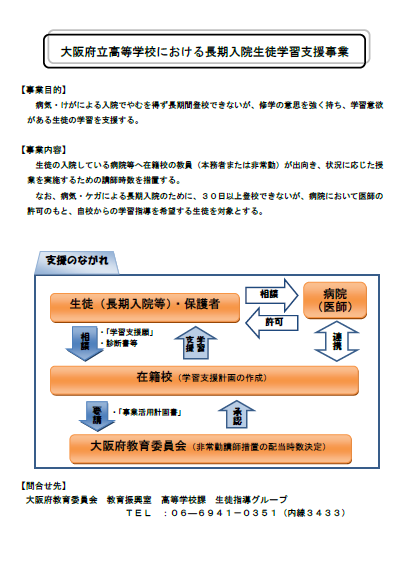 大阪府立高等学校における長期入院生徒学習支援事業
【事業目的】
病気・けがによる入院でやむを得ず長期間登校できないが、修学の意思を強く持ち、学習意欲
がある生徒の学習を支援する。
【事業内容】
生徒の入院している病院等へ在籍校の教員（本務者または非常勤）が出向き、状況に応じた授
業を実施するための講師時数を措置する。
なお、病気・ケガによる長期入院のために、３０日以上登校できないが、病院において医師の
許可のもと、自校からの学習指導を希望する生徒を対象とする。
支援のながれ
生徒（長期入院等）・保護者
相談
許可
病院
（医師）
相談
・「学習支援願」
・診断書等
学習
支援
連携
在籍校（学習支援計画の作成）
要請
・「事業活用計画書」
承認
大阪府教育委員会（非常勤講師措置の配当時数決定）
【問合せ先】
大阪府教育委員会　教育振興室　高等学校課　生徒指導グループ
ＴＥＬ　：０６―６９４１－０３５１（内線３４３３）